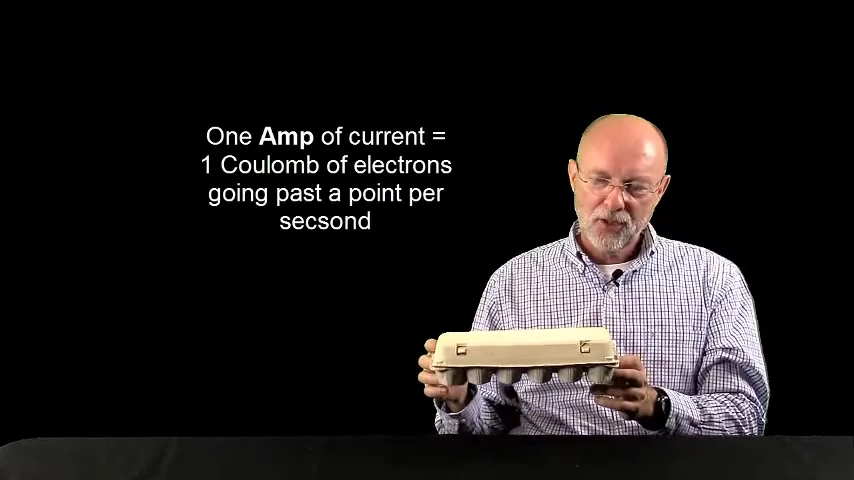 One Amp of current =
1 Coulomb of electrons
going past a point per
secsond